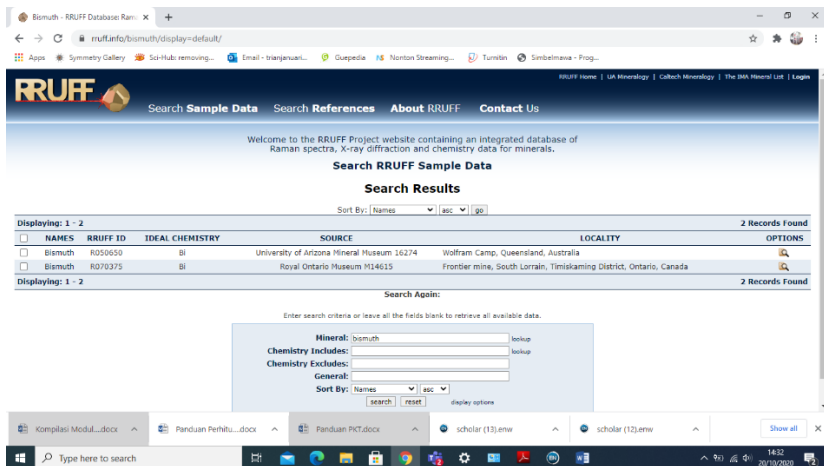 Bismuth - RRUFF Database: Ram
rruff.info/bismuth/display=default/
Apps Symmetry Gallery Sci-Hub: removing... Email - trianjanuari... Guepedia Nonton Streaming... Turnitin Simbelmawa - Prog...
RRUFF Home | UA Mineralogy | Caltech Mineralogy | The IMA Mineral List | Login
RRUFF
Search Sample Data Search References About RRUFF Contact Us
Welcome to the RRUFF Project website containing an integrated database of
Raman spectra, X-ray diffraction and chemistry data for minerals.
Search RRUFF Sample Data
Search Results
Sort By: Names asc go
Displaying: 1 - 2 2 Records Found
NAMES RRUFF ID IDEAL CHEMISTRY SOURCE LOCALITY OPTIONS
Bismuth R050650 Bi University of Arizona Mineral Museum 16274 Wolfram Camp, Queensland, Australia
Bismuth R070375 Bi Royal Ontario Museum M14615 Frontier mine, South Lorrain, Timiskaming District, Ontario, Canada
Displaying: 1 - 2 2 Records Found
Search Again:
Enter search criteria or leave all the fields blank to retrieve all available data.
Mineral: bismuth lookup
Chemistry Includes: lookup
Chemistry Excludes:
General:
Sort By: Names asc
search reset display options
Kompilasi Modul....docx Panduan Perhitu....docx Panduan PKT.docx scholar (13).enw scholar (12).enw Show all
Type here to search
14:32
20/10/2020